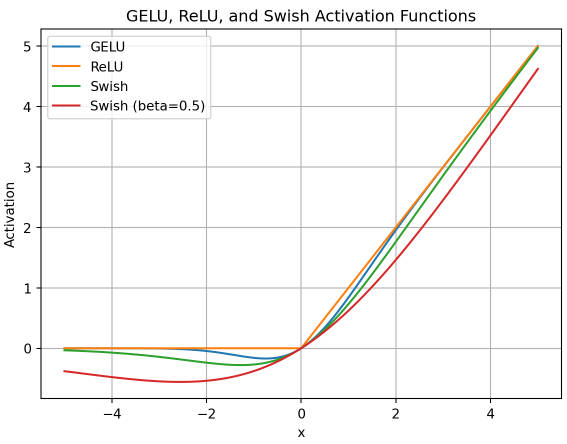 GELU, ReLU, and Swish Activation Functions
GELU
ReLU
Swish
Swish (beta=0.5)
5
4
3
2
1
0
Activation
−4
−2
0
2
4
x